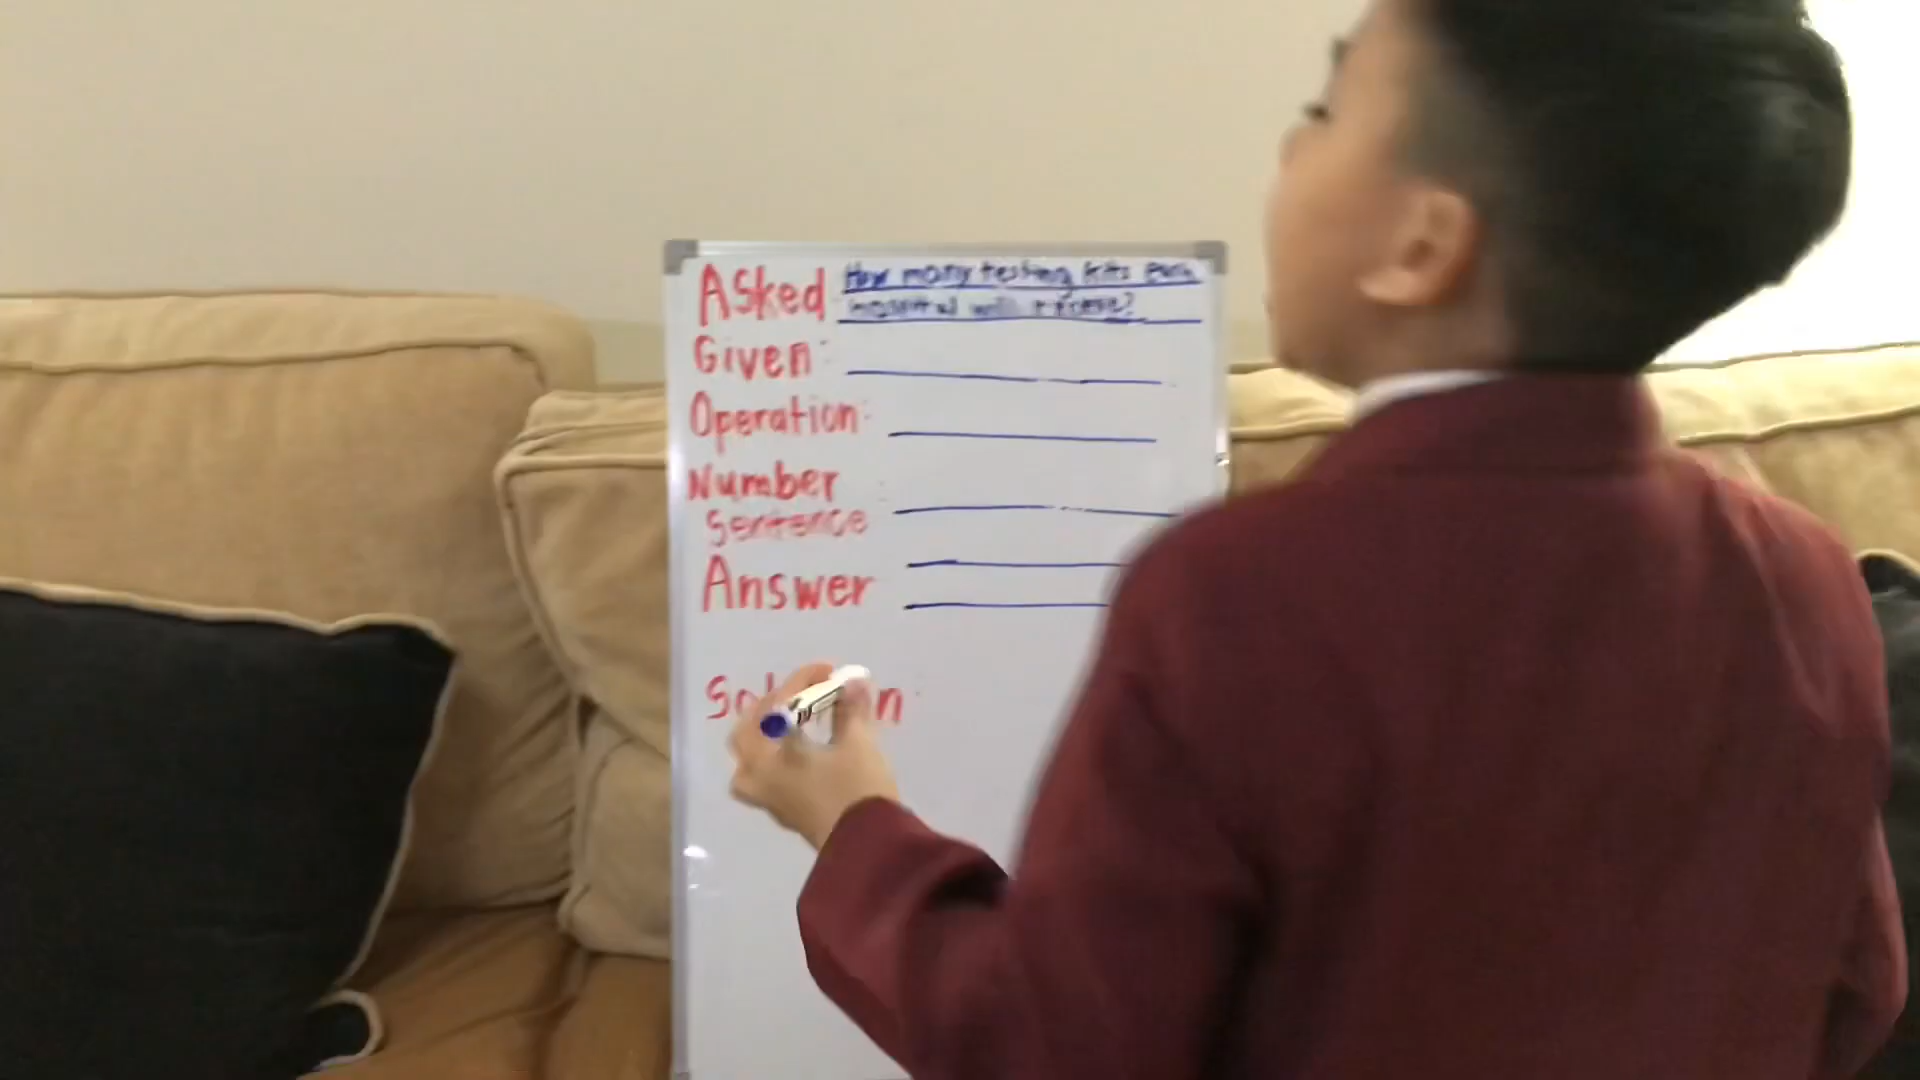 Asked How many testing kits each
hospital will receive?
Given:
Operation:
Number :
Sentence
Answer
n: